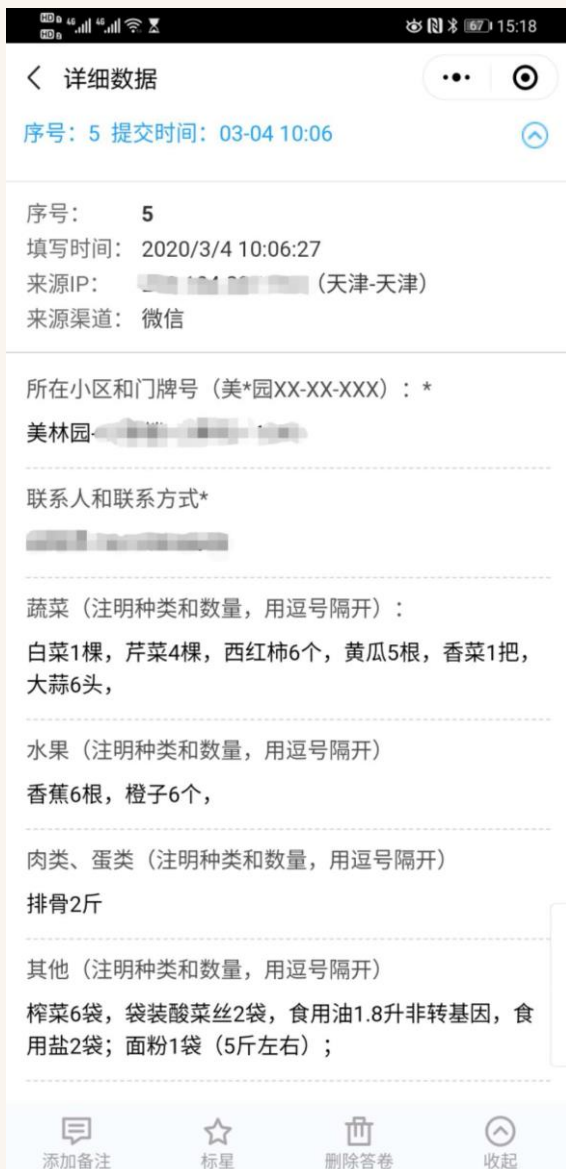 HD 1 46 46 67 15:18
HD 2
详细数据
序号：5 提交时间：03-04 10:06
序号： 5
填写时间： 2020/3/4 10:06:27
来源IP： （天津-天津）
来源渠道： 微信
所在小区和门牌号（美*园XX-XX-XXX）：*
美林园-
联系人和联系方式*
蔬菜（注明种类和数量，用逗号隔开）：
白菜1棵，芹菜4棵，西红柿6个，黄瓜5根，香菜1把，
大蒜6头，
水果（注明种类和数量，用逗号隔开）
香蕉6根，橙子6个，
肉类、蛋类（注明种类和数量，用逗号隔开）
排骨2斤
其他（注明种类和数量，用逗号隔开）
榨菜6袋，袋装酸菜丝2袋，食用油1.8升非转基因，食
用盐2袋；面粉1袋（5斤左右）；
添加备注 标星 删除答卷 收起